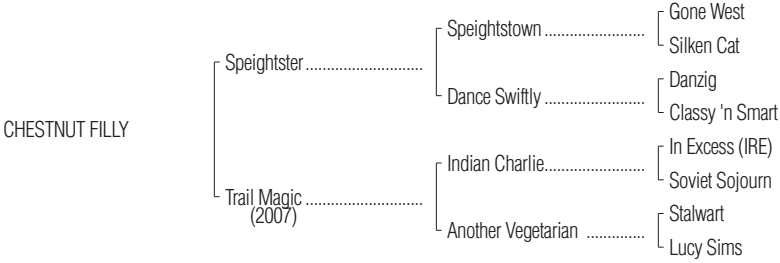 Gone West
Speightstown ........................
Silken Cat
Speightster ............................
Danzig
Dance Swiftly ........................
Classy 'n Smart
CHESTNUT FILLY
In Excess (IRE)
Indian Charlie........................
Soviet Sojourn
Trail Magic ............................
(2007)
Stalwart
Another Vegetarian ..............
Lucy Sims